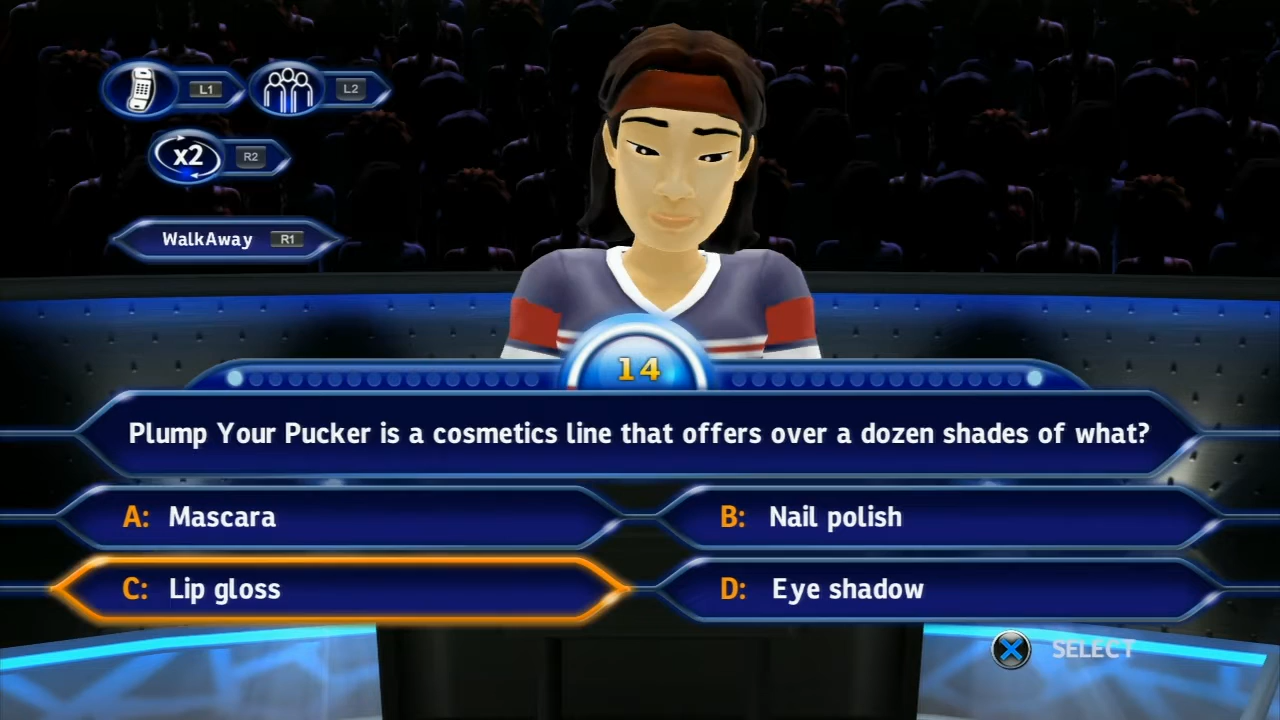 L1
L2
x2
R2
WalkAway R1
14
Plump Your Pucker is a cosmetics line that offers over a dozen shades of what?
A: Mascara
B: Nail polish
C: Lip gloss
D: Eye shadow
SELECT